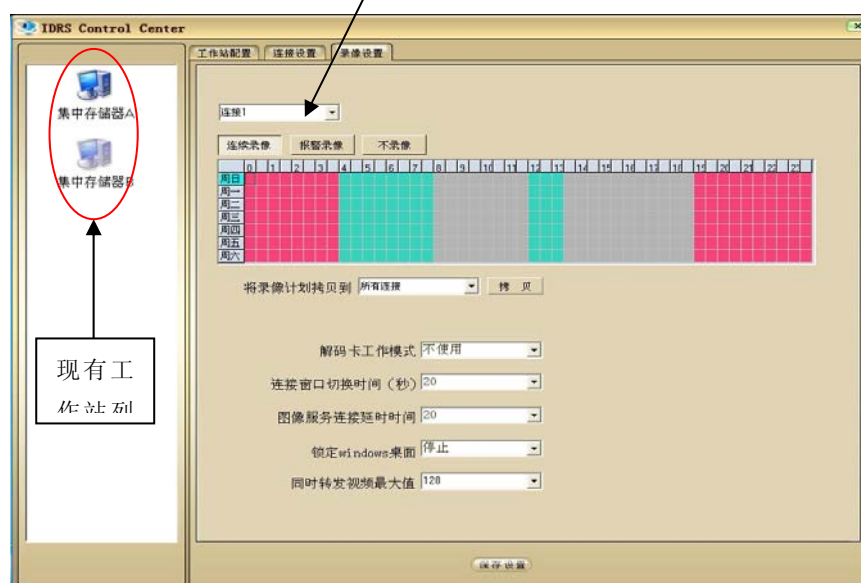 IDRS Control Center
工作站配置 连接设置 录像设置
集中存储器A
集中存储器B
连接1
连续录像 报警录像 不录像
0 1 2 3 4 5 6 7 8 9 10 11 12 13 14 15 16 17 18 19 20 21 22 23
周日
周一
周二
周三
周四
周五
周六
将录像计划拷贝到 所有连接 拷 贝
解码卡工作模式 不使用
连接窗口切换时间（秒） 20
图像服务连接延时时间 20
锁定windows桌面 停止
同时转发视频最大值 128
保存设置
现有工
作站列